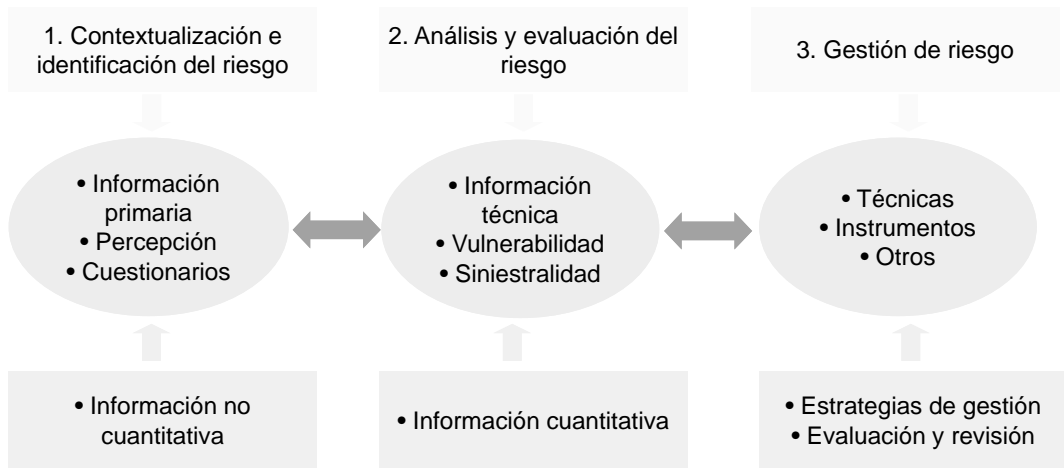 1. Contextualización e
identificación del riesgo
2. Análisis y evaluación del
riesgo
3. Gestión de riesgo
• Información
primaria
• Percepción
• Cuestionarios
• Información
técnica
• Vulnerabilidad
• Siniestralidad
• Técnicas
• Instrumentos
• Otros
• Información no
cuantitativa
• Información cuantitativa
• Estrategias de gestión
• Evaluación y revisión